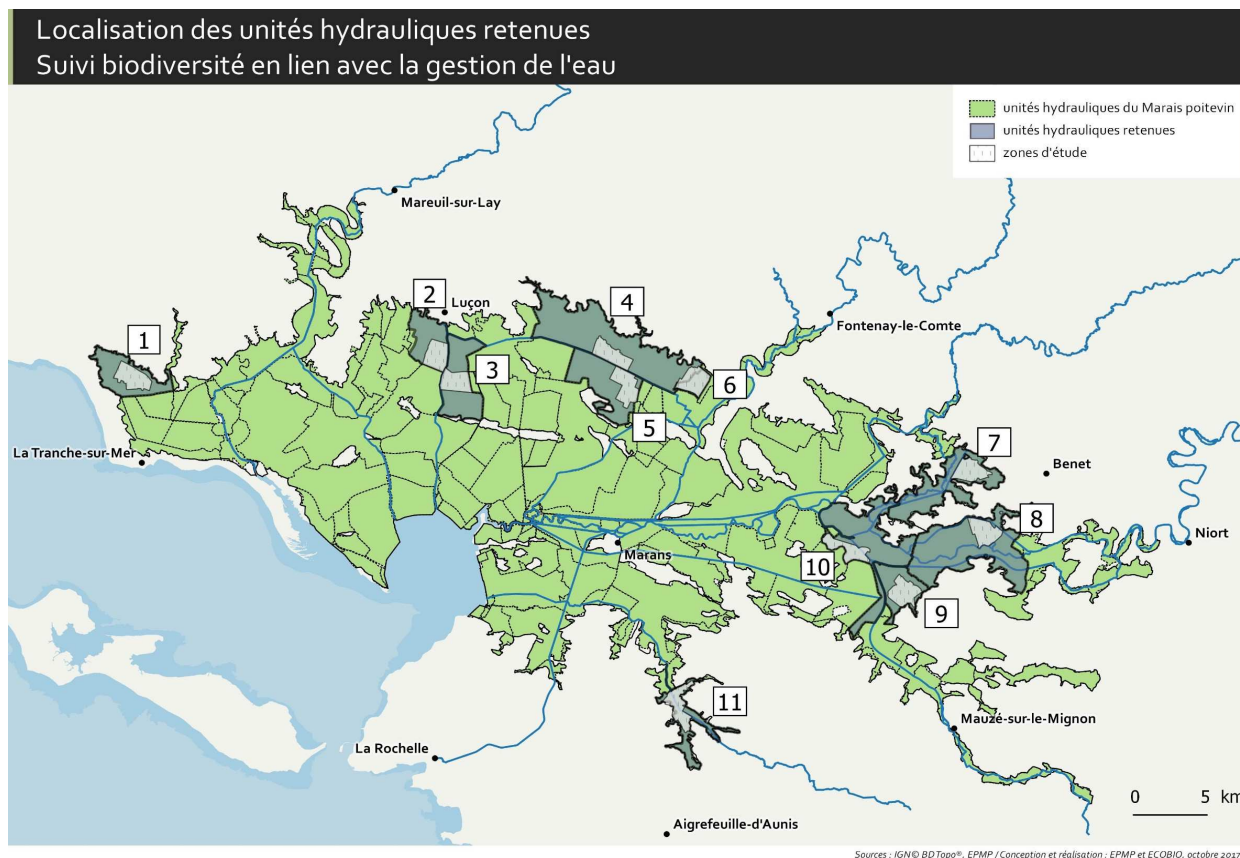 Localisation des unités hydrauliques retenues
Suivi biodiversité en lien avec la gestion de l'eau
unités hydrauliques du Marais poitevin
unités hydrauliques retenues
zones d'étude
Mareuil-sur-Lay
2
Luçon
4
1
Fontenay-le-Comte
3
6
5
La Tranche-sur-Mer
7
Benet
8
Niort
Marans
10
9
11
Mauzé-sur-le-Mignon
La Rochelle
0 5 km
Aigrefeuille-d'Aunis
Sources : IGN© BDTopo®, EPMP / Conception et réalisation : EPMP et ECOBIO, octobre 2017